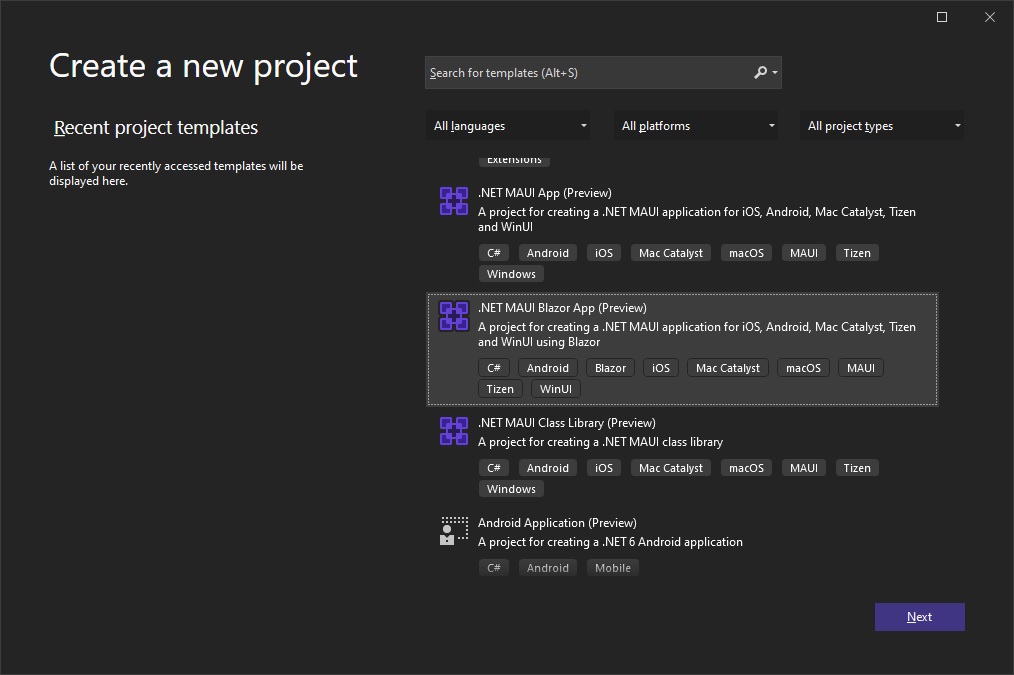 Create a new project
Search for templates (Alt+S)
Recent project templates
All languages
All platforms
All project types
A list of your recently accessed templates will be
displayed here.
Extensions
.NET MAUI App (Preview)
A project for creating a .NET MAUI application for iOS, Android, Mac Catalyst, Tizen
and WinUI
C# Android iOS Mac Catalyst macOS MAUI Tizen
Windows
.NET MAUI Blazor App (Preview)
A project for creating a .NET MAUI application for iOS, Android, Mac Catalyst, Tizen
and WinUI using Blazor
C# Android Blazor iOS Mac Catalyst macOS MAUI
Tizen WinUI
.NET MAUI Class Library (Preview)
A project for creating a .NET MAUI class library
C# Android iOS Mac Catalyst macOS MAUI Tizen
Windows
Android Application (Preview)
A project for creating a .NET 6 Android application
C# Android Mobile
Next